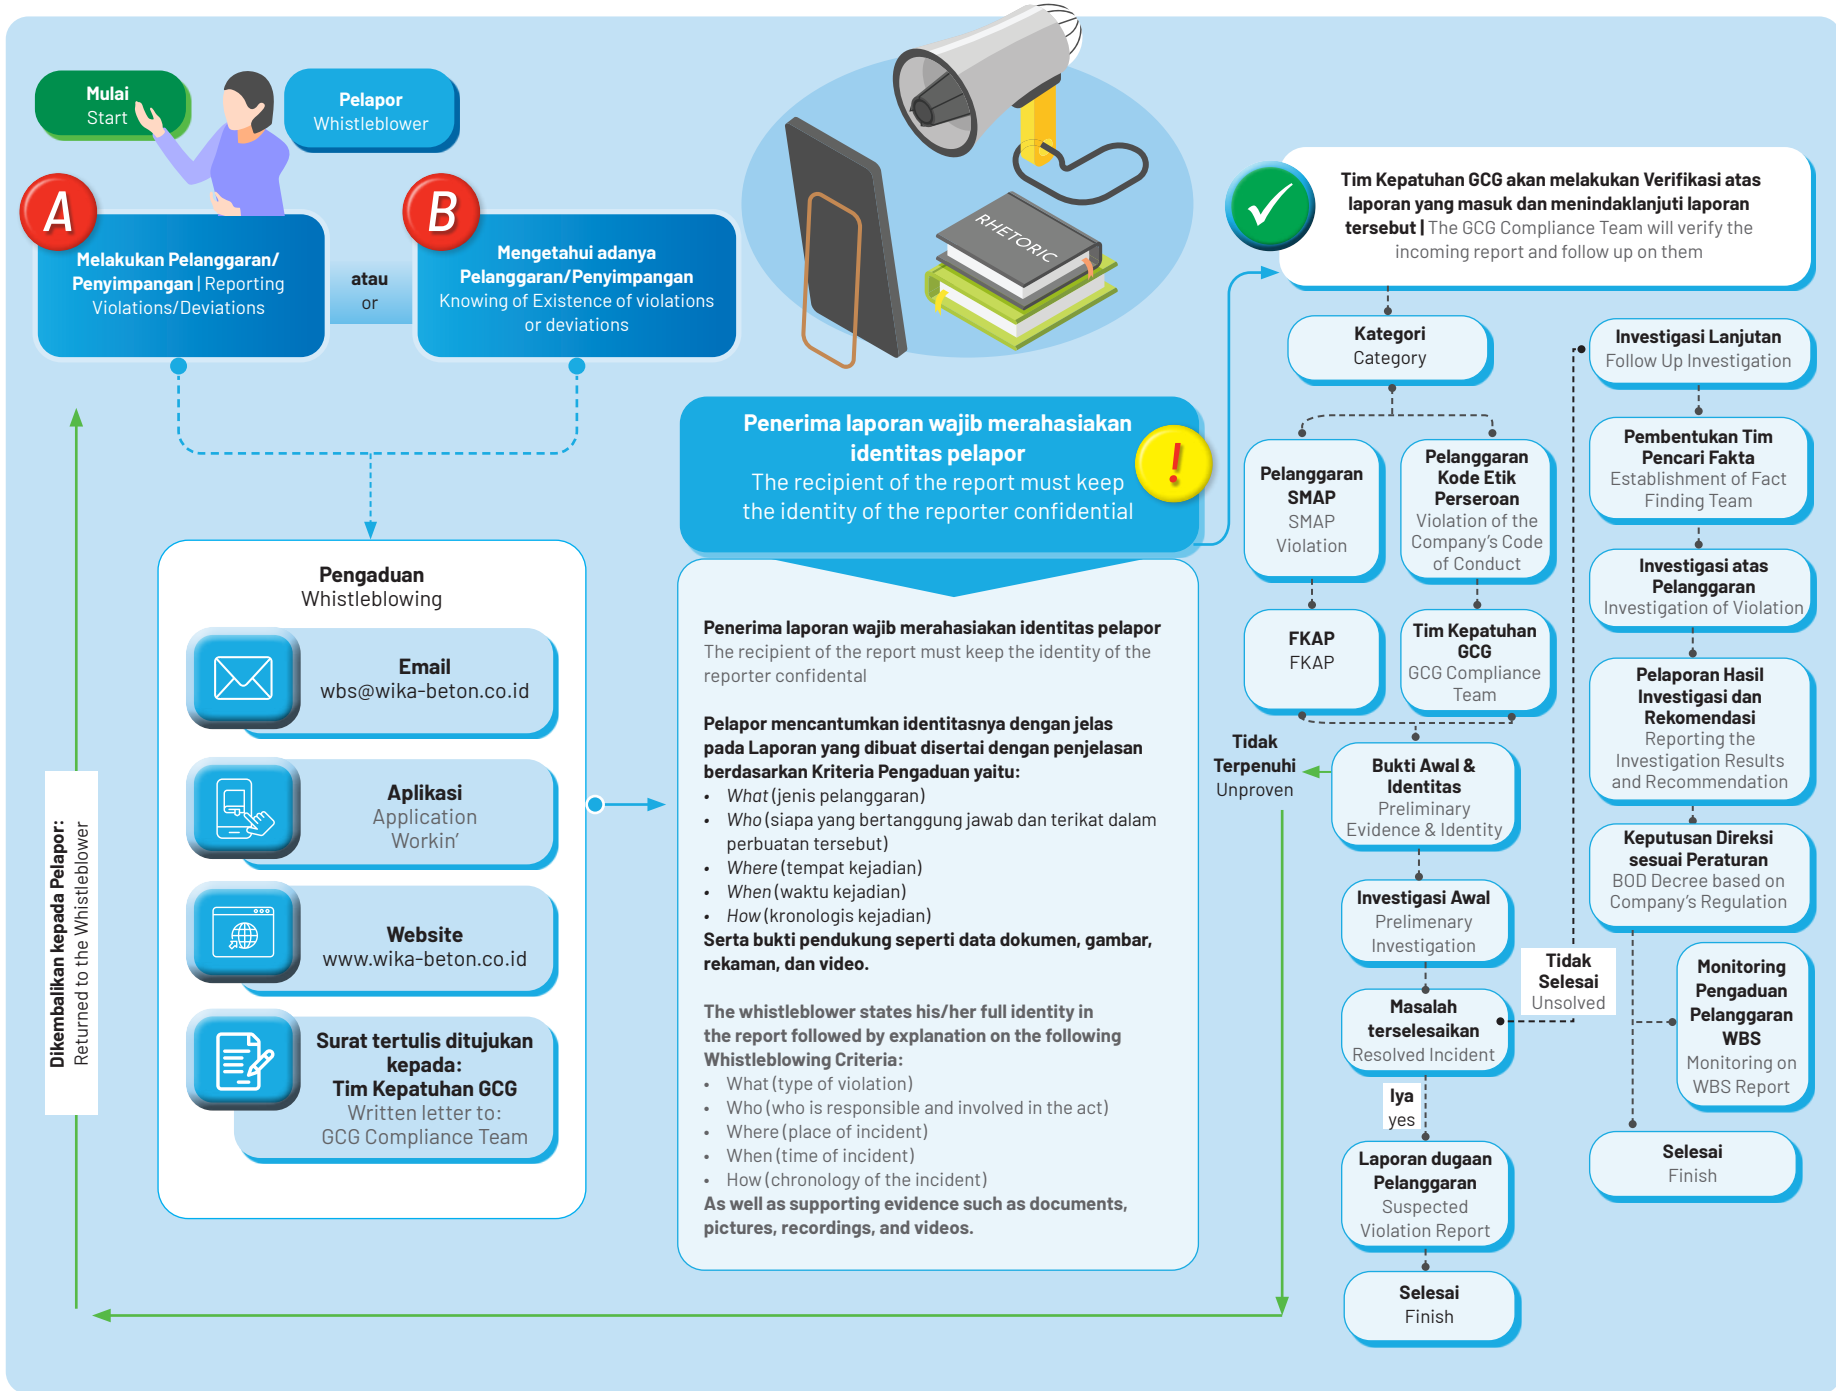 Mulai
Start
Pelapor
Whistleblower
A
Melakukan Pelanggaran/
Penyimpangan | Reporting
Violations/Deviations
atau
or
B
Mengetahui adanya
Pelanggaran/Penyimpangan
Knowing of Existence of violations
or deviations
RHETORIC
Pengaduan
Whistleblowing
Email
wbs@wika-beton.co.id
Aplikasi
Application
Workin'
Website
www.wika-beton.co.id
Surat tertulis ditujukan
kepada:
Tim Kepatuhan GCG
Written letter to:
GCG Compliance Team
Dikembalikan kepada Pelapor:
Returned to the Whistleblower
Penerima laporan wajib merahasiakan
identitas pelapor
The recipient of the report must keep
the identity of the reporter confidential
!
Penerima laporan wajib merahasiakan identitas pelapor
The recipient of the report must keep the identity of the
reporter confidental
Pelapor mencantumkan identitasnya dengan jelas
pada Laporan yang dibuat disertai dengan penjelasan
berdasarkan Kriteria Pengaduan yaitu:
• What (jenis pelanggaran)
• Who (siapa yang bertanggung jawab dan terikat dalam
perbuatan tersebut)
• Where (tempat kejadian)
• When (waktu kejadian)
• How (kronologis kejadian)
Serta bukti pendukung seperti data dokumen, gambar,
rekaman, dan video.
The whistleblower states his/her full identity in
the report followed by explanation on the following
Whistleblowing Criteria:
• What (type of violation)
• Who (who is responsible and involved in the act)
• Where (place of incident)
• When (time of incident)
• How (chronology of the incident)
As well as supporting evidence such as documents,
pictures, recordings, and videos.
Tim Kepatuhan GCG akan melakukan Verifikasi atas
laporan yang masuk dan menindaklanjuti laporan
tersebut | The GCG Compliance Team will verify the
incoming report and follow up on them
Kategori
Category
Pelanggaran
SMAP
SMAP
Violation
Pelanggaran
Kode Etik
Perseroan
Violation of the
Company's Code
of Conduct
FKAP
FKAP
Tim Kepatuhan
GCG
GCG Compliance
Team
Tidak
Terpenuhi
Unproven
Bukti Awal &
Identitas
Preliminary
Evidence & Identity
Investigasi Awal
Prelimenary
Investigation
Masalah
terselesaikan
Resolved Incident
Iya
yes
Laporan dugaan
Pelanggaran
Suspected
Violation Report
Selesai
Finish
Tidak
Selesai
Unsolved
Investigasi Lanjutan
Follow Up Investigation
Pembentukan Tim
Pencari Fakta
Establishment of Fact
Finding Team
Investigasi atas
Pelanggaran
Investigation of Violation
Pelaporan Hasil
Investigasi dan
Rekomendasi
Reporting the
Investigation Results
and Recommendation
Keputusan Direksi
sesuai Peraturan
BOD Decree based on
Company's Regulation
Monitoring
Pengaduan
Pelanggaran
WBS
Monitoring on
WBS Report
Selesai
Finish